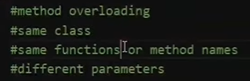 #method overloading
#same class
#same functions or method names
#different parameters